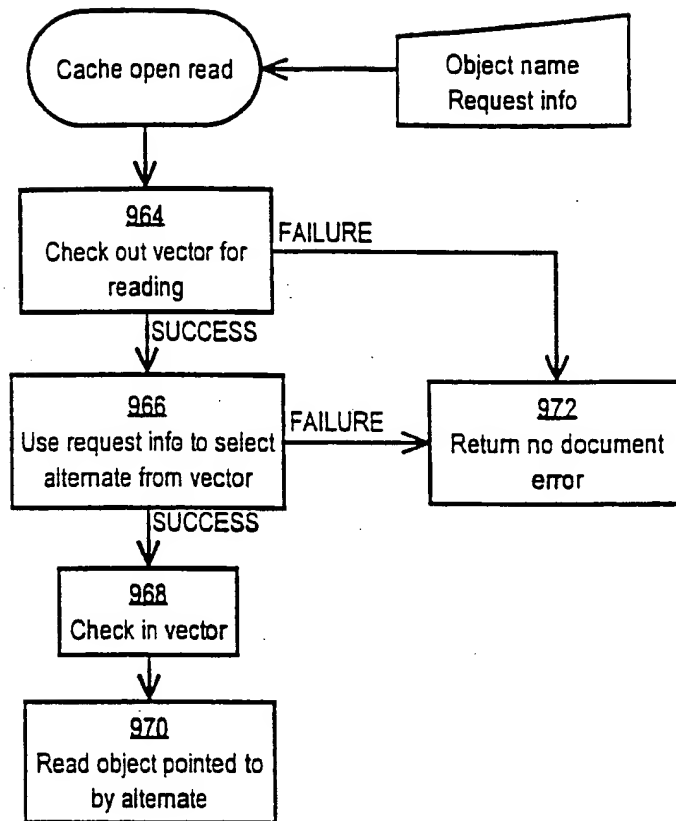 Cache open read
Object name
Request info
964
Check out vector for
reading
FAILURE
SUCCESS
966
Use request info to select
alternate from vector
FAILURE
972
Return no document
error
SUCCESS
968
Check in vector
970
Read object pointed to
by alternate